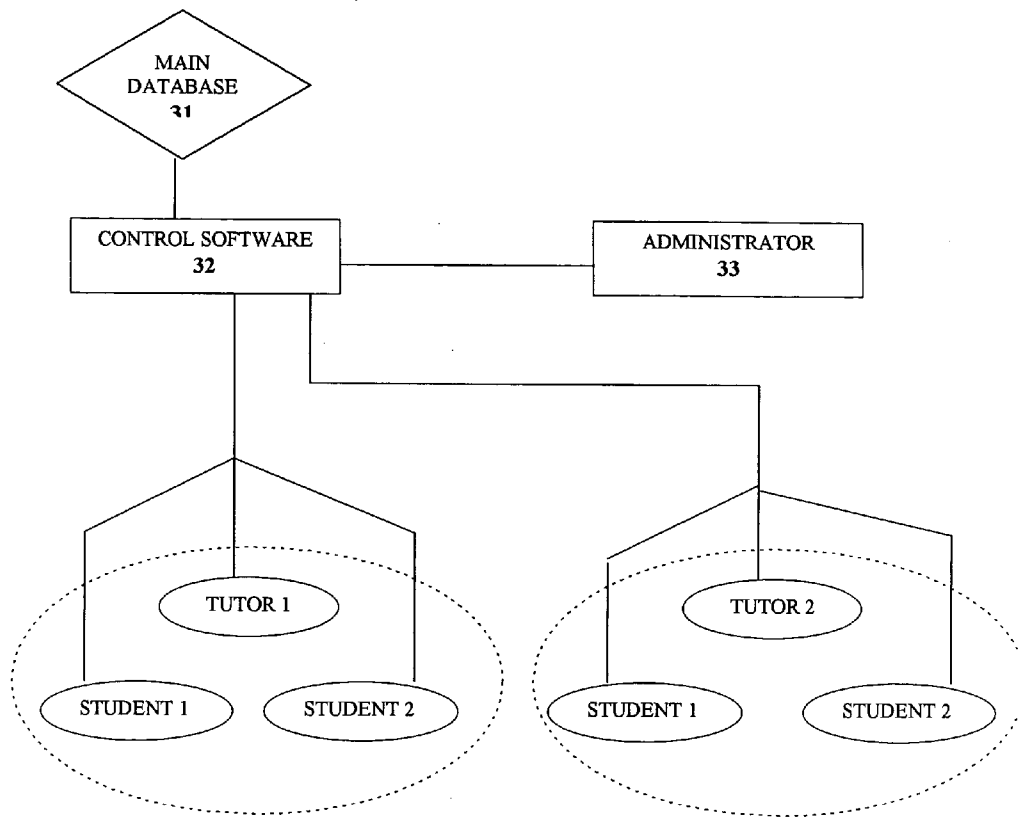 MAIN
DATABASE
31
CONTROL SOFTWARE
32
ADMINISTRATOR
33
TUTOR 1
TUTOR 2
STUDENT 1
STUDENT 2
STUDENT 1
STUDENT 2